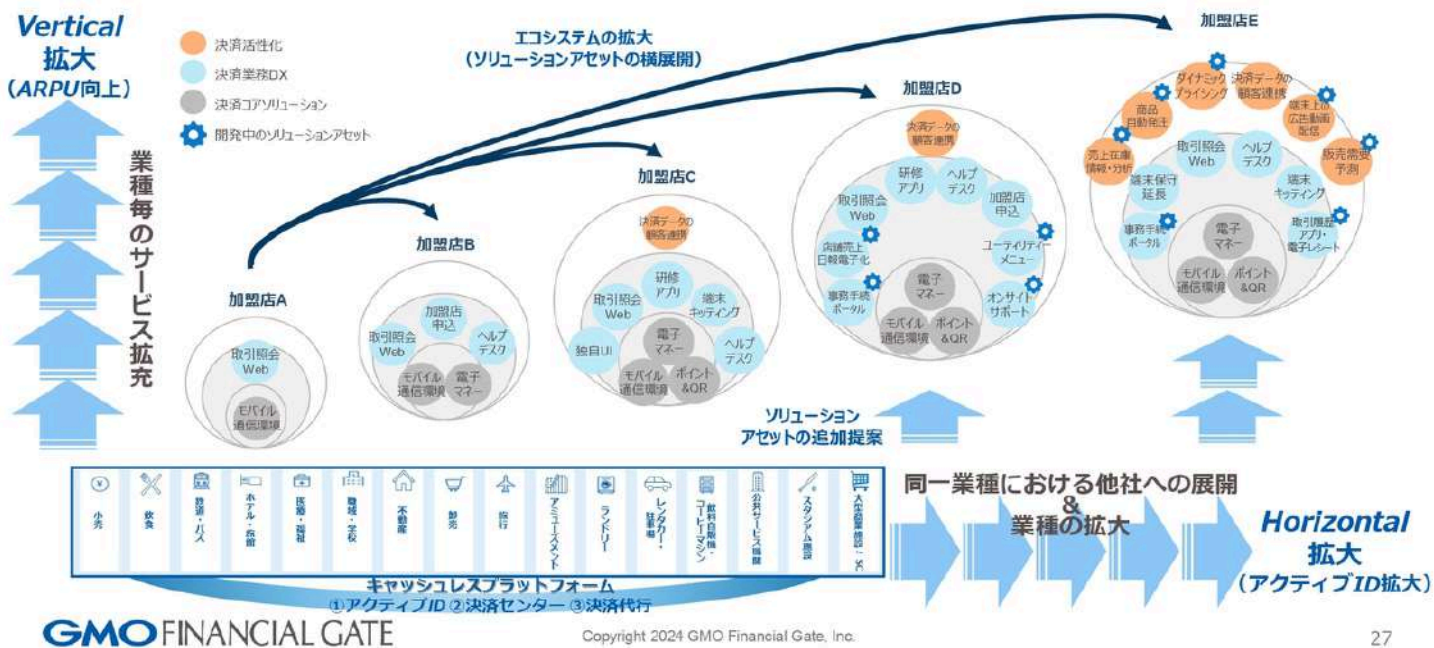 Vertical
拡大
(ARPU向上)
決済活性化
決済業務DX
決済コアソリューション
開発中のソリューションアセット
エコシステムの拡大
(ソリューションアセットの横展開)
業種毎のサービス拡充
加盟店A
取引照会
Web
モバイル
通信環境
加盟店B
加盟店
申込
取引照会
Web
ヘルプ
デスク
モバイル
通信環境
電子
マネー
加盟店C
決済データの
顧客連携
研修
アプリ
取引照会
Web
端末
キッティング
独自UI
電子
マネー
ヘルプ
デスク
モバイル
通信環境
ポイント
&QR
加盟店D
決済データの
顧客連携
研修
アプリ
ヘルプ
デスク
取引照会
Web
加盟店
申込
店舗売上
日報電子化
ユーティリティー
メニュー
事務手続
ポータル
電子
マネー
オンサイト
サポート
モバイル
通信環境
ポイント
&QR
加盟店E
ダイナミック
プライシング
決済データの
顧客連携
商品
自動発注
端末上の
広告動画
配信
売上在庫
情報・分析
取引照会
Web
ヘルプ
デスク
販売需要
予測
端末保守
延長
端末
キッティング
事務手続
ポータル
電子
マネー
取引履歴
アプリ・
電子レシート
モバイル
通信環境
ポイント
&QR
ソリューション
アセットの追加提案
小売
飲食
鉄道・バス
ホテル・旅館
医療・福祉
職域・学校
不動産
卸売
旅行
アミューズメント
ランドリー
レンタカー・
駐車場
飲料自販機・
コーヒーマシン
公共サービス機関
スタジアム施設
大型商業施設・SC
キャッシュレスプラットフォーム
①アクティブID ②決済センター ③決済代行
同一業種における他社への展開
&
業種の拡大
Horizontal
拡大
(アクティブID拡大)
GMO FINANCIAL GATE
Copyright 2024 GMO Financial Gate, Inc.
27